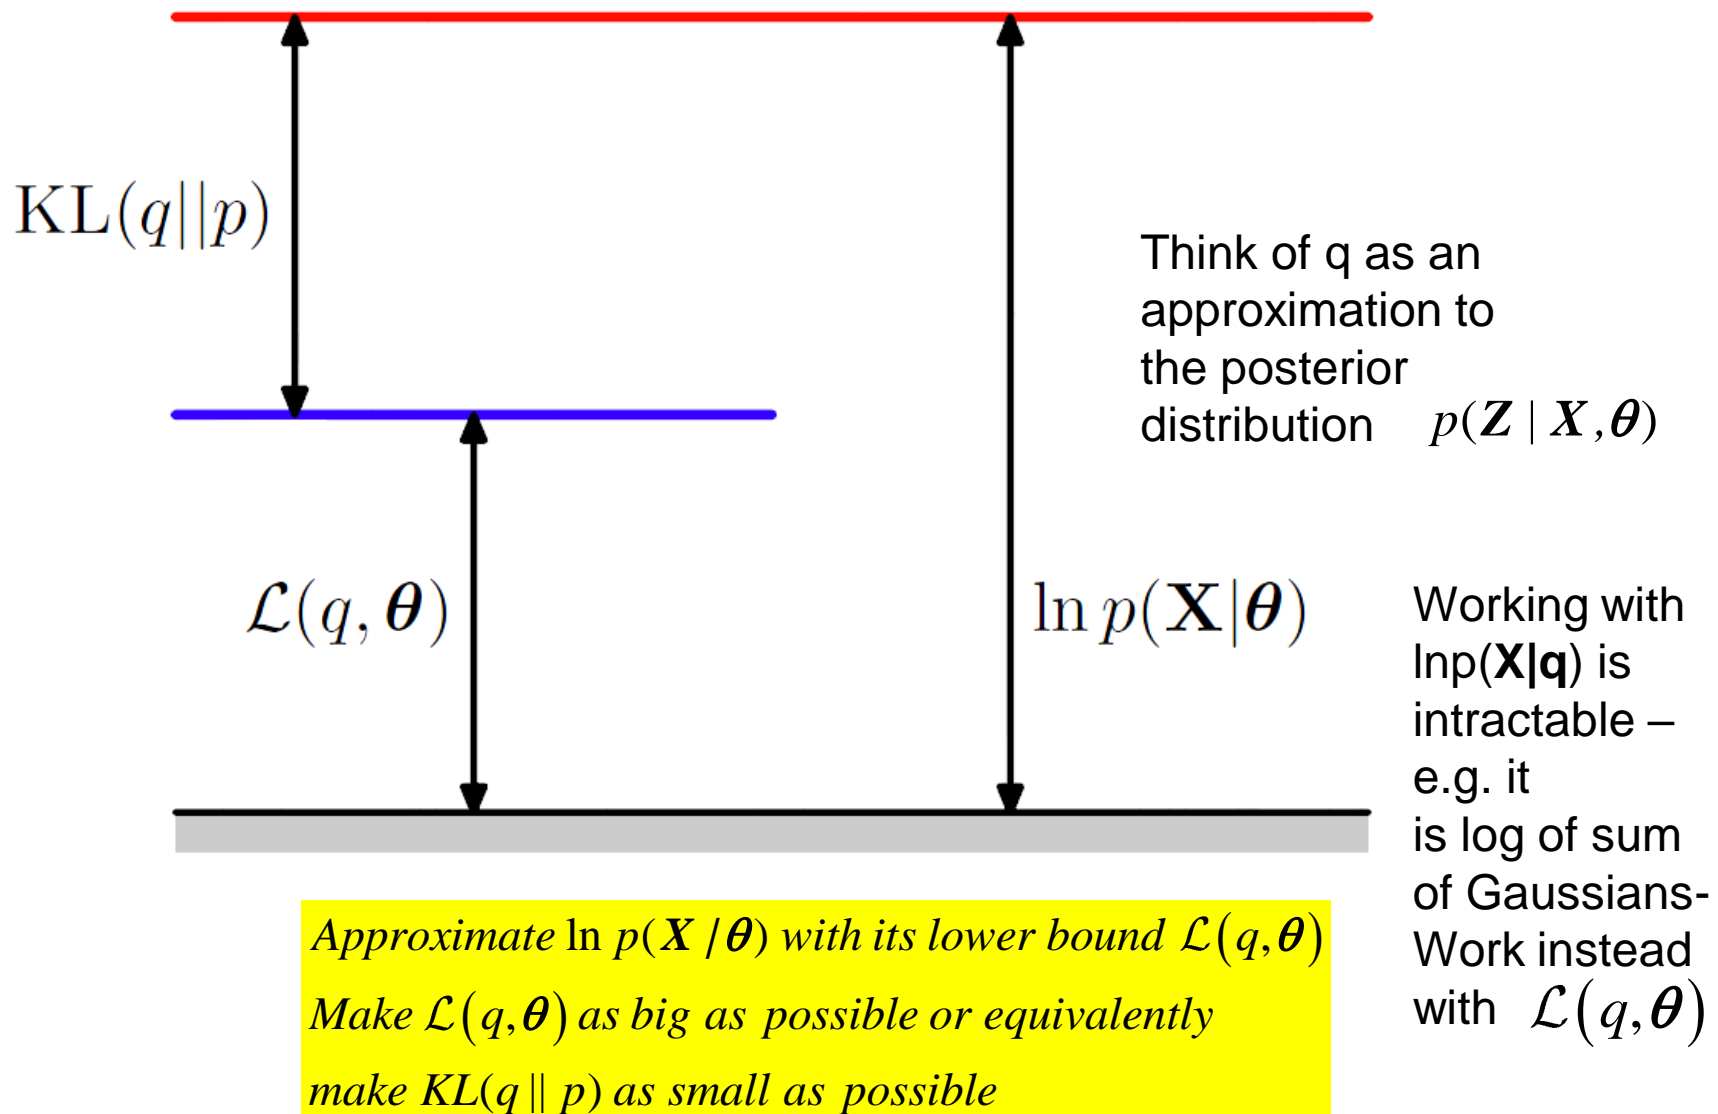 KL(q||p)
ℒ(q, θ)
ln p(X|θ)
Think of q as an
approximation to
the posterior
distribution p(Z | X,θ)
Working with
lnp(X|q) is
intractable –
e.g. it
is log of sum
of Gaussians-
Work instead
with ℒ(q,θ)
Approximate ln p(X /θ) with its lower bound ℒ(q,θ)
Make ℒ(q,θ) as big as possible or equivalently
make KL(q || p) as small as possible